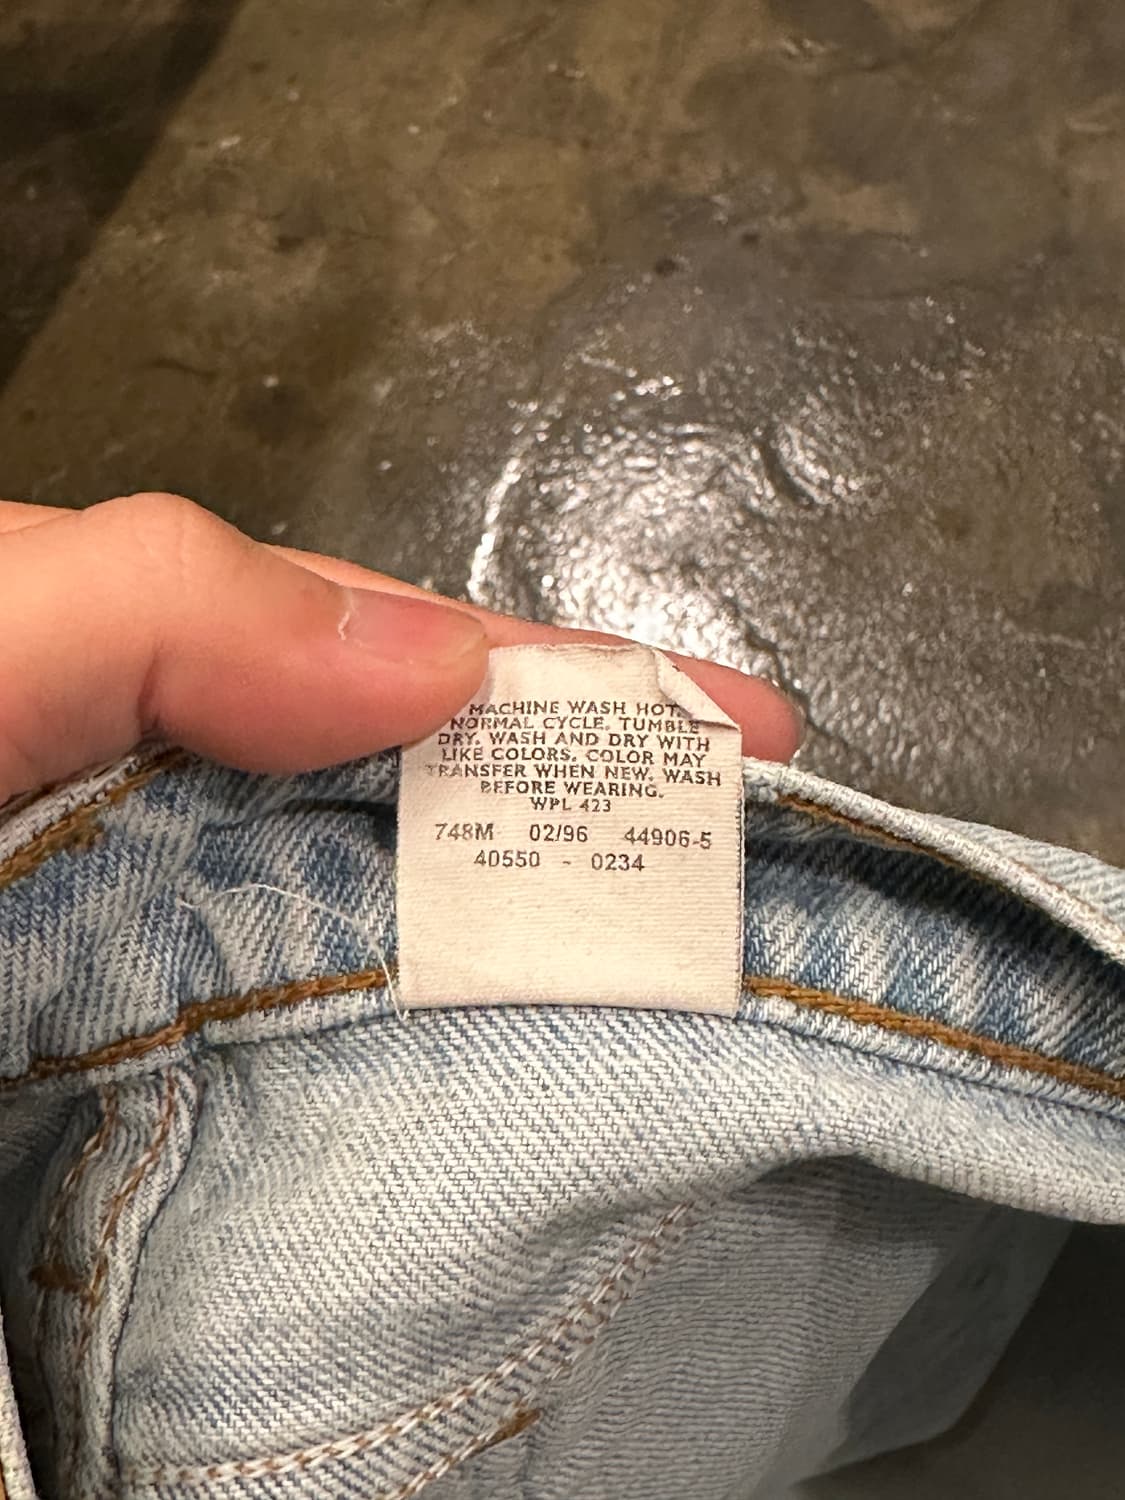 MACHINE WASH HOT,
NORMAL CYCLE. TUMBLE
DRY. WASH AND DRY WITH
LIKE COLORS. COLOR MAY
TRANSFER WHEN NEW. WASH
BEFORE WEARING.
WPL 423
748M 02/96 44906-5
40550 - 0234